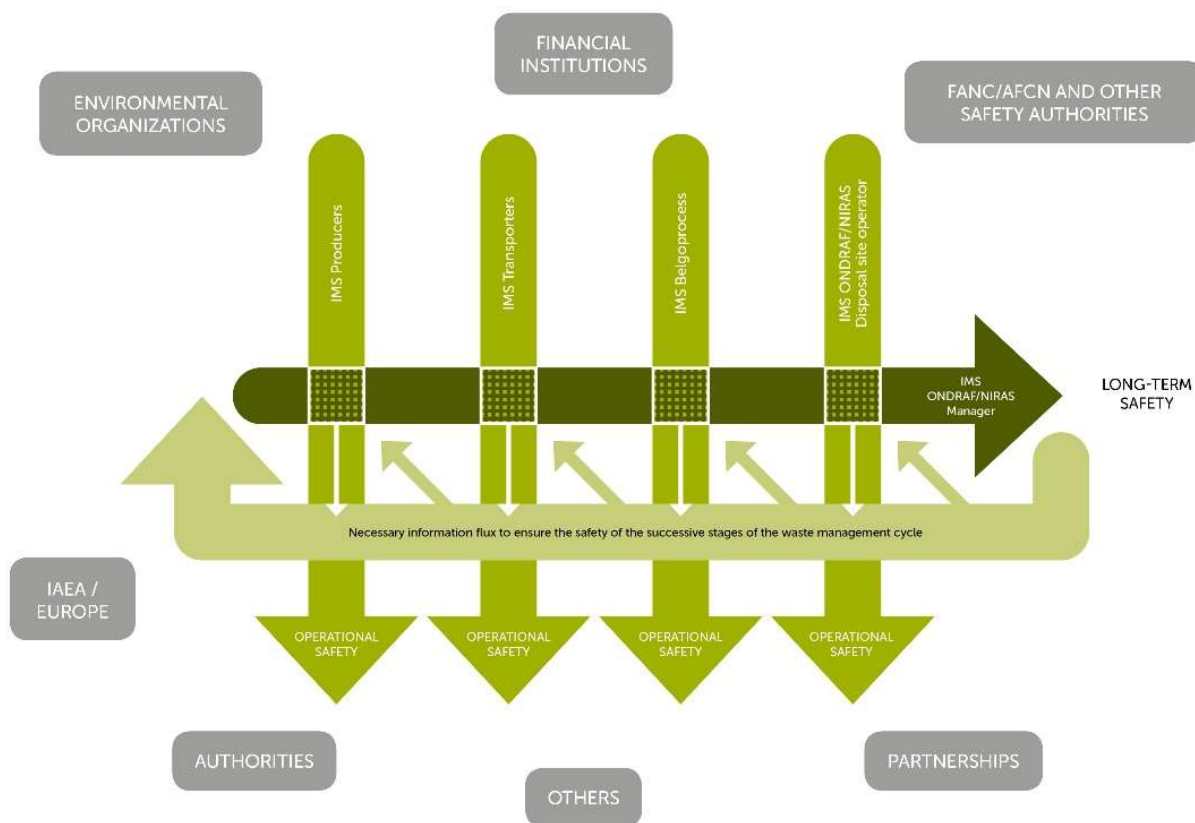 FINANCIAL
INSTITUTIONS
ENVIRONMENTAL
ORGANIZATIONS
FANC/AFCN AND OTHER
SAFETY AUTHORITIES
IMS Producers
IMS Transporters
IMS Belgoprocess
IMS ONDRAF/NIRAS
Disposal site operator
IMS
ONDRAF/NIRAS
Manager
LONG-TERM
SAFETY
Necessary information flux to ensure the safety of the successive stages of the waste management cycle
IAEA /
EUROPE
OPERATIONAL
SAFETY
OPERATIONAL
SAFETY
OPERATIONAL
SAFETY
OPERATIONAL
SAFETY
AUTHORITIES
OTHERS
PARTNERSHIPS